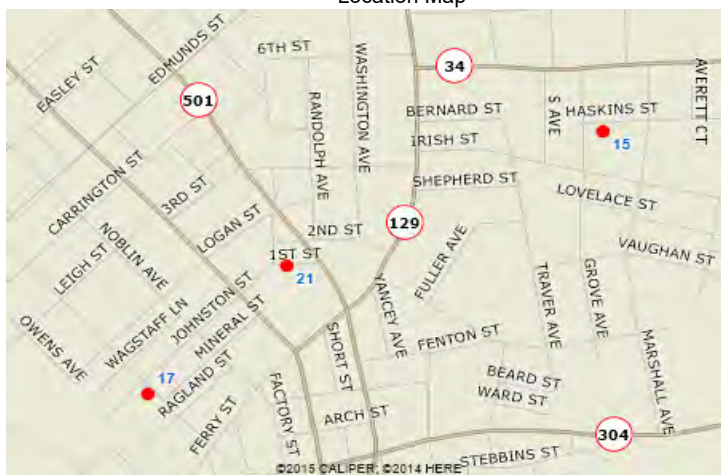 Location Map
6TH ST
EDMUNDS ST
WASHINGTON AVE
34
AVERETT CT
EASLEY ST
501
RANDOLPH AVE
BERNARD ST
S AVE
HASKINS ST
IRISH ST
15
CARRINGTON ST
3RD ST
SHEPHERD ST
LOVELACE ST
LOGAN ST
2ND ST
129
NOBLIN AVE
LEIGH ST
1ST ST
21
FULLER AVE
VAUGHAN ST
YANCEY AVE
TRAVER AVE
GROVE AVE
OWENS AVE
WAGSTAFF LN
JOHNSTON ST
MINERAL ST
SHORT ST
FENTON ST
MARSHALL AVE
17
RAGLAND ST
FACTORY ST
BEARD ST
WARD ST
FERRY ST
ARCH ST
304
STEBBINS ST
©2015 CALIPER; ©2014 HERE